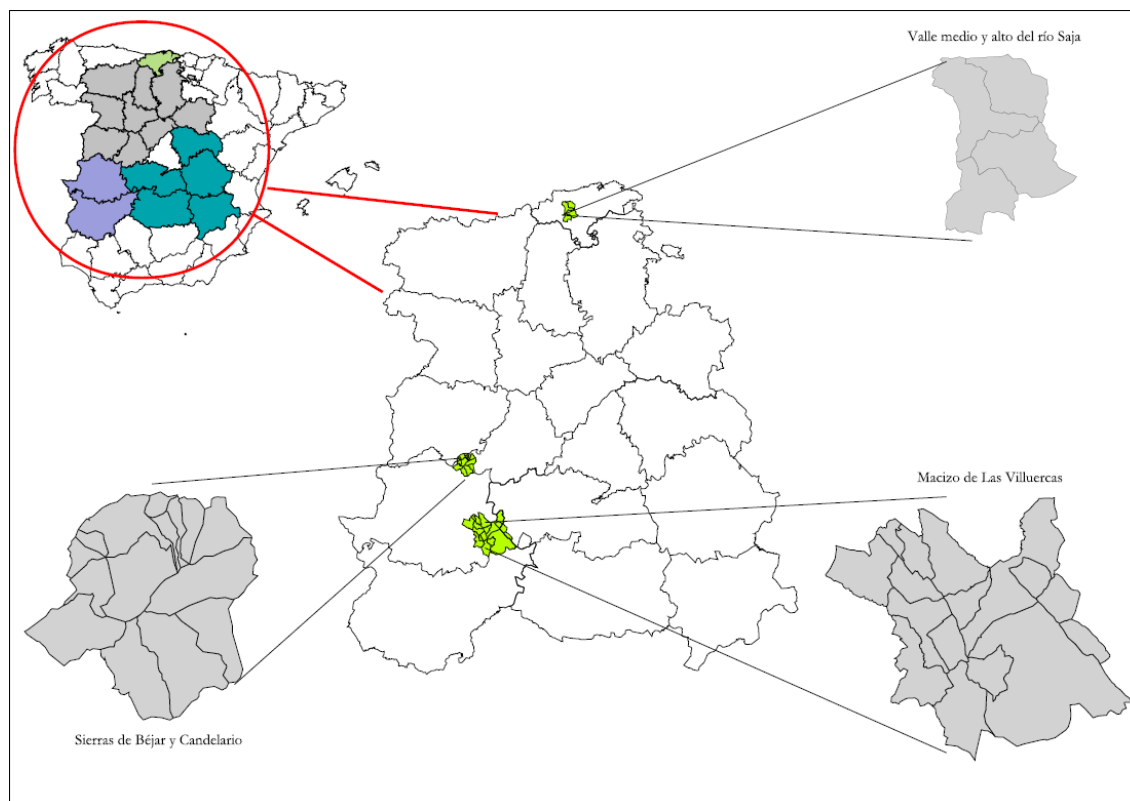 Valle medio y alto del río Saja
Macizo de Las Villuercas
Sierras de Béjar y Candelario